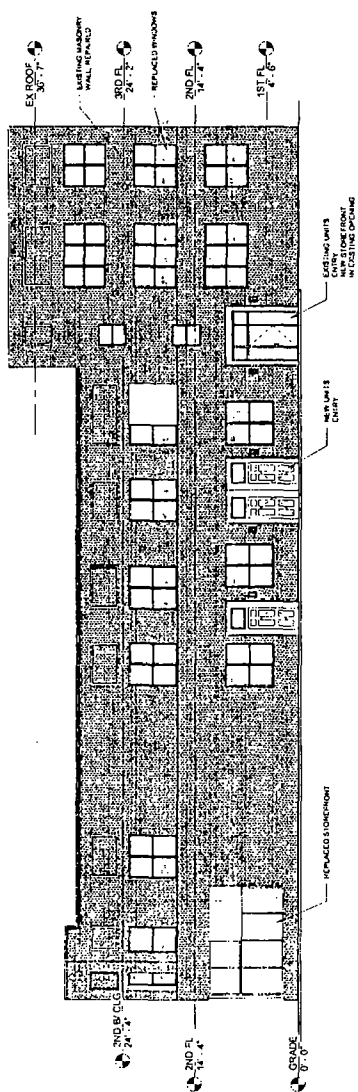 EX ROOF
36' - 7"
EXISTING MASONRY
WALL REPAIRED
3RD FL
24' - 2"
REPLACED WINDOWS
2ND FL
14' - 4"
1ST FL
4' - 6"
EXISTING UNITS
ENTRY
NEW STOREFRONT
IN EXISTING OPENING
NEW UNITS
ENTRY
REPLACED STOREFRONT
2ND B/ CLG
24' - 4"
2ND FL
14' - 4"
GRADE
0' - 0"